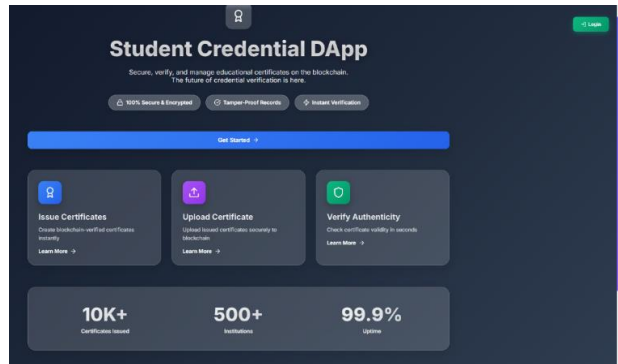 Login
Student Credential DApp
Secure, verify, and manage educational certificates on the blockchain.
The future of credential verification is here.
100% Secure & Encrypted
Tamper-Proof Records
Instant Verification
Get Started →
Issue Certificates
Create blockchain-verified certificates
instantly
Learn More →
Upload Certificate
Upload issued certificates securely to
blockchain
Learn More →
Verify Authenticity
Check certificate validity in seconds
Learn More →
10K+
Certificates Issued
500+
Institutions
99.9%
Uptime